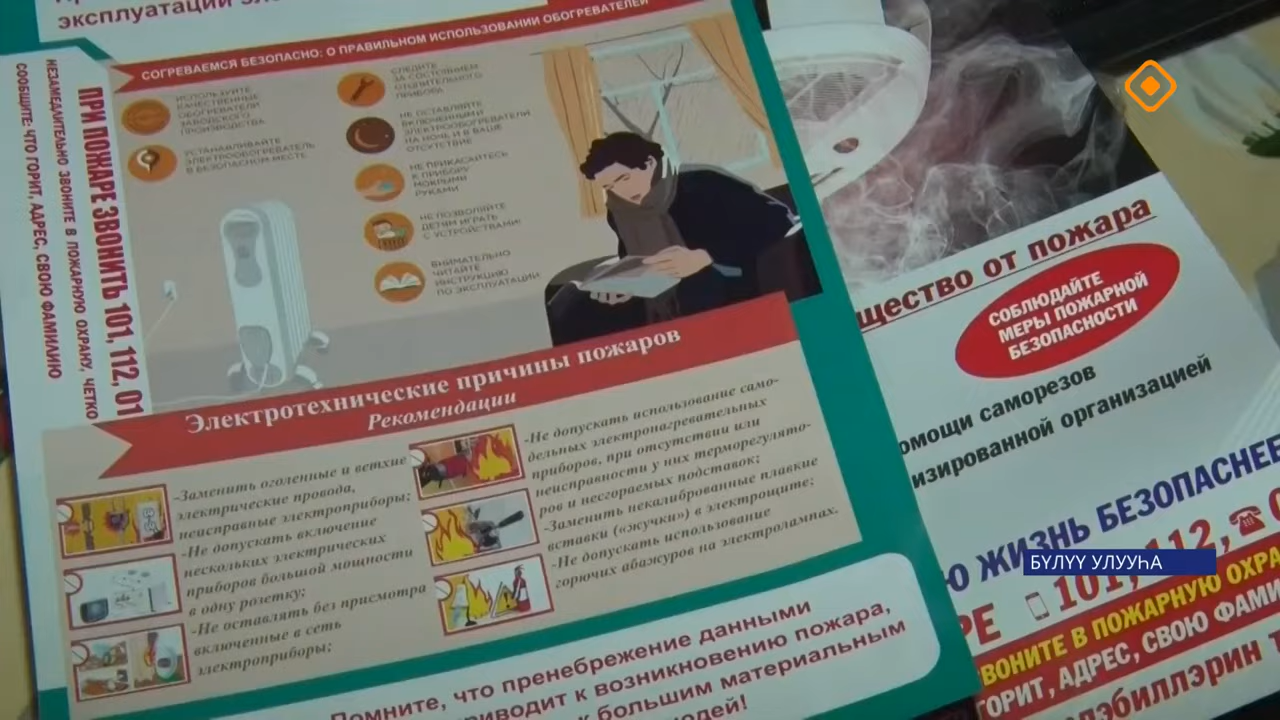 эксплуатации
СОГРЕВАЕМСЯ БЕЗОПАСНО: О ПРАВИЛЬНОМ ИСПОЛЬЗОВАНИИ ОБОГРЕВАТЕЛЕЙ
ИСПОЛЬЗУЙТЕ
КАЧЕСТВЕННЫЕ
ОБОГРЕВАТЕЛИ
ЗАВОДСКОГО
ПРОИЗВОДСТВА
УСТАНАВЛИВАЙТЕ
ЭЛЕКТРООБОГРЕВАТЕЛЬ
В БЕЗОПАСНОМ МЕСТЕ
СЛЕДИТЕ
ЗА СОСТОЯНИЕМ
ОТОПИТЕЛЬНОГО
ПРИБОРА
НЕ ОСТАВЛЯЙТЕ
ВКЛЮЧЕННЫМИ
ЭЛЕКТРООБОГРЕВАТЕЛИ
НА НОЧЬ И В ВАШЕ
ОТСУТСТВИЕ
НЕ ПРИКАСАЙТЕСЬ
К ПРИБОРУ
МОКРЫМИ
РУКАМИ
НЕ ПОЗВОЛЯЙТЕ
ДЕТЯМ ИГРАТЬ
С УСТРОЙСТВАМИ
ВНИМАТЕЛЬНО
ЧИТАЙТЕ
ИНСТРУКЦИЮ
ПО ЭКСПЛУАТАЦИИ
ПРИ ПОЖАРЕ ЗВОНИТЬ 101, 112, 01
НЕЗАМЕДЛИТЕЛЬНО ЗВОНИТЕ В ПОЖАРНУЮ ОХРАНУ, ЧЕТКО
СООБЩИТЕ: ЧТО ГОРИТ, АДРЕС, СВОЮ ФАМИЛИЮ
Электротехнические причины пожаров
Рекомендации
-Заменить оголенные и ветхие
электрические провода,
неисправные электроприборы;
-Не допускать включение
нескольких электрических
приборов большой мощности
в одну розетку;
-Не оставлять без присмотра
включенные в сеть
электроприборы;
-Не допускать использование само-
дельных электронагревательных
приборов, при отсутствии или
неисправности у них терморегулято-
ров и несгораемых подставок;
-Заменить некалиброванные плавкие
вставки («жучки») в электрощите;
-Не допускать использование
горючих абажуров на электролампах.
Помните, что пренебрежение данными
приводит к возникновению пожара,
к большим материальным
людей!
щество от пожара
СОБЛЮДАЙТЕ
МЕРЫ ПОЖАРНОЙ
БЕЗОПАСНОСТИ
омощи саморезов
изированной организацией
Ю ЖИЗНЬ БЕЗОПАСНЕЕ
РЕ 101, 112, 0
ВОНИТЕ В ПОЖАРНУЮ ОХРА
ГОРИТ, АДРЕС, СВОЮ ФАМИ
лэбиллэрин т
БҮЛҮҮ УЛУУҺА